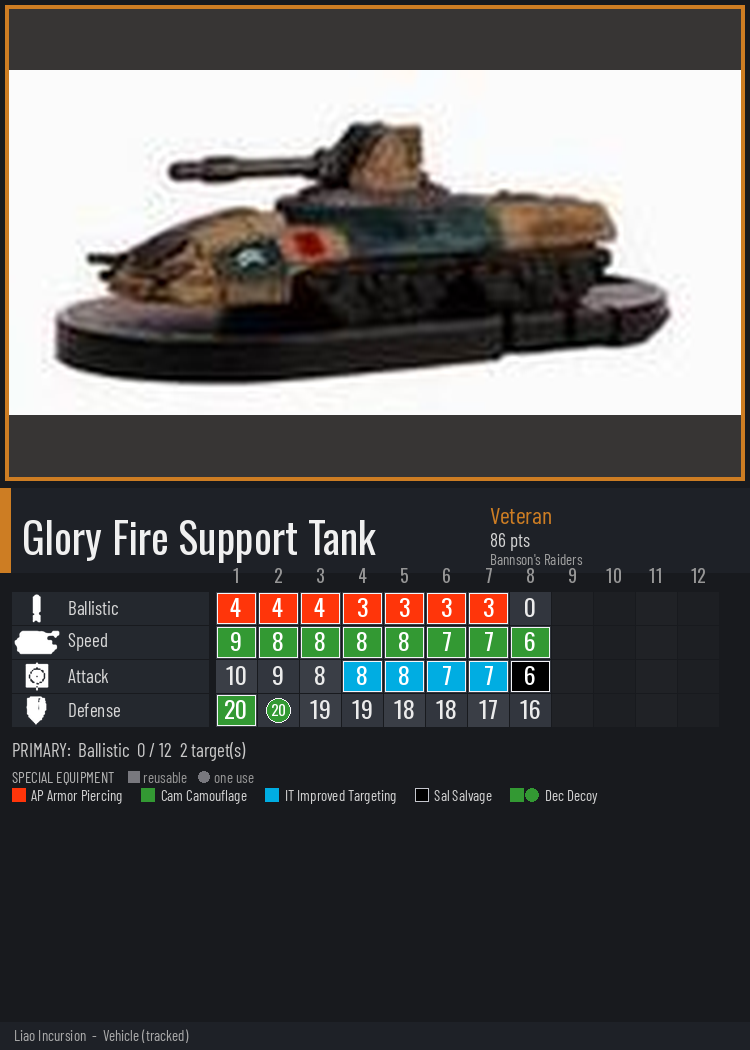 Glory Fire Support Tank
Veteran
86 pts
Bannson's Raiders
1 2 3 4 5 6 7 8 9 10 11 12
Ballistic 4 4 4 3 3 3 3 0
Speed 9 8 8 8 8 7 7 6
Attack 10 9 8 8 8 7 7 6
Defense 20 20 19 19 18 18 17 16
PRIMARY: Ballistic 0 / 12 2 target(s)
SPECIAL EQUIPMENT reusable one use
AP Armor Piercing Cam Camouflage IT Improved Targeting Sal Salvage Dec Decoy
Liao Incursion - Vehicle (tracked)